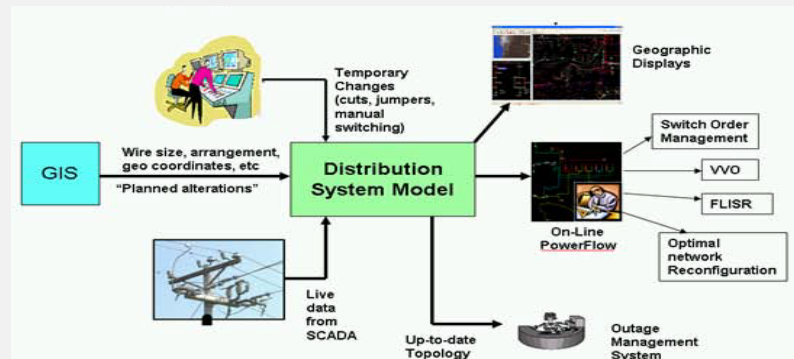 Temporary
Changes
(cuts, jumpers,
manual
switching)
Geographic
Displays
GIS
Wire size, arrangement,
geo coordinates, etc
"Planned alterations"
Distribution
System Model
Switch Order
Management
VVO
FLISR
Optimal
network
Reconfiguration
On-Line
PowerFlow
Live
data
from
SCADA
Up-to-date
Topology
Outage
Management
System